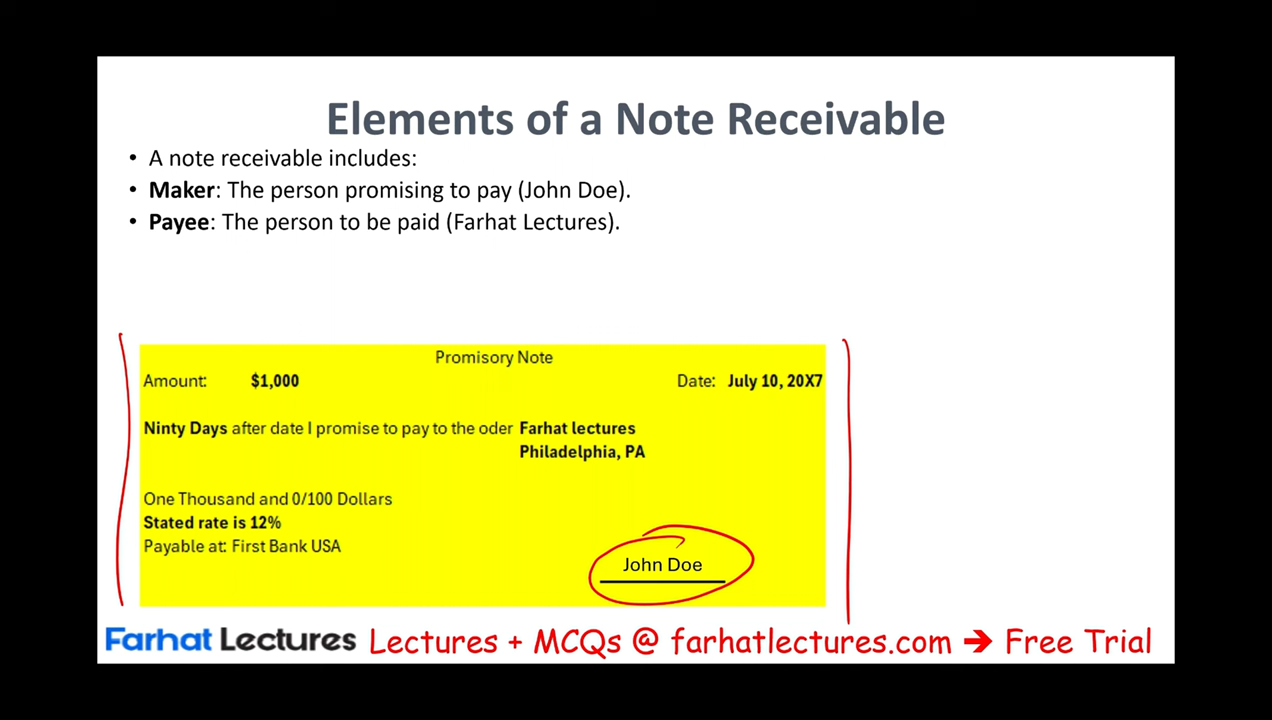 Elements of a Note Receivable
• A note receivable includes:
• Maker: The person promising to pay (John Doe).
• Payee: The person to be paid (Farhat Lectures).
Promisory Note
Amount: $1,000 Date: July 10, 20X7
Ninty Days after date I promise to pay to the oder Farhat lectures
Philadelphia, PA
One Thousand and 0/100 Dollars
Stated rate is 12%
Payable at: First Bank USA
John Doe
Farhat Lectures Lectures + MCQs @ farhatlectures.com ➔ Free Trial